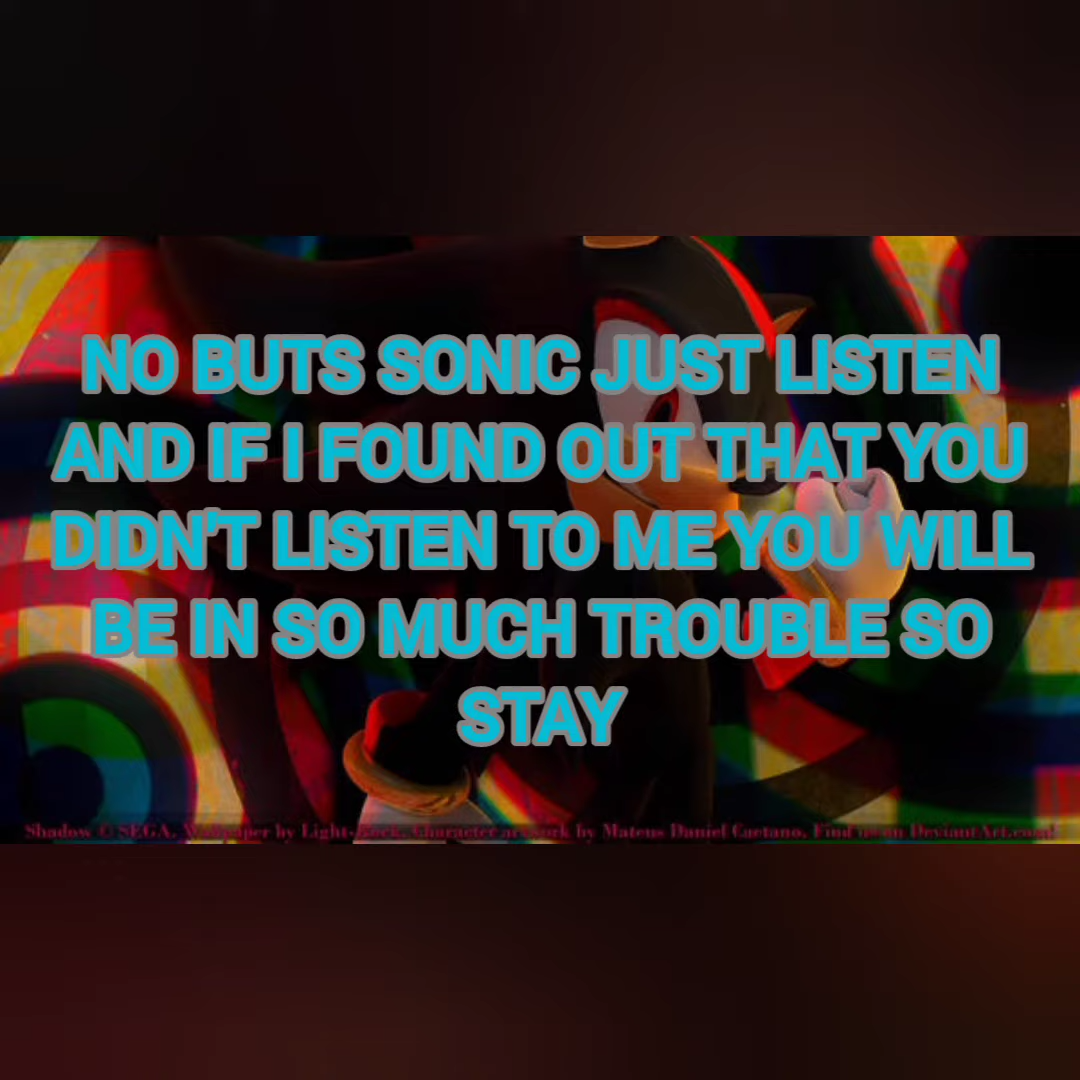 NO BUTS SONIC JUST LISTEN
AND IF I FOUND OUT THAT YOU
DIDN'T LISTEN TO ME YOU WILL
BE IN SO MUCH TROUBLE SO
STAY
Shadow © SEGA. Wallpaper by Light-Rock. Character artwork by Mateus Daniel Caetano. Find us on DeviantArt.com!